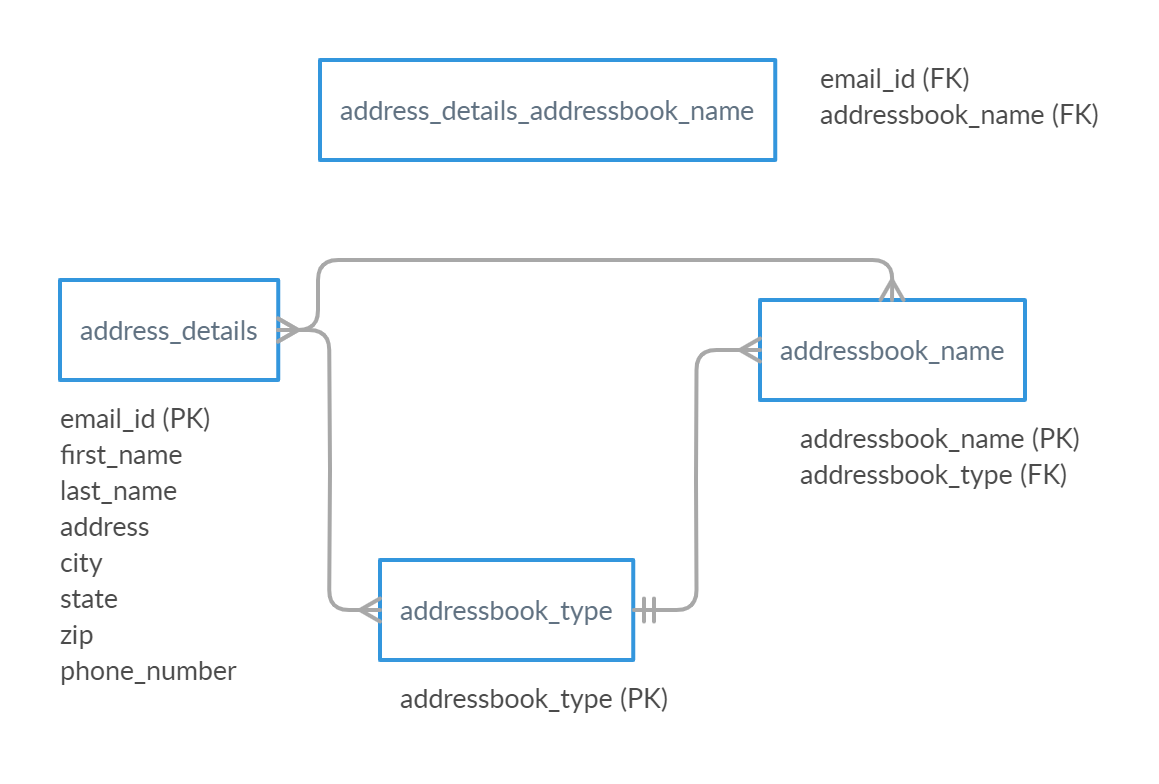 address_details_addressbook_name
email_id (FK)
addressbook_name (FK)
address_details
email_id (PK)
first_name
last_name
address
city
state
zip
phone_number
addressbook_name
addressbook_name (PK)
addressbook_type (FK)
addressbook_type
addressbook_type (PK)